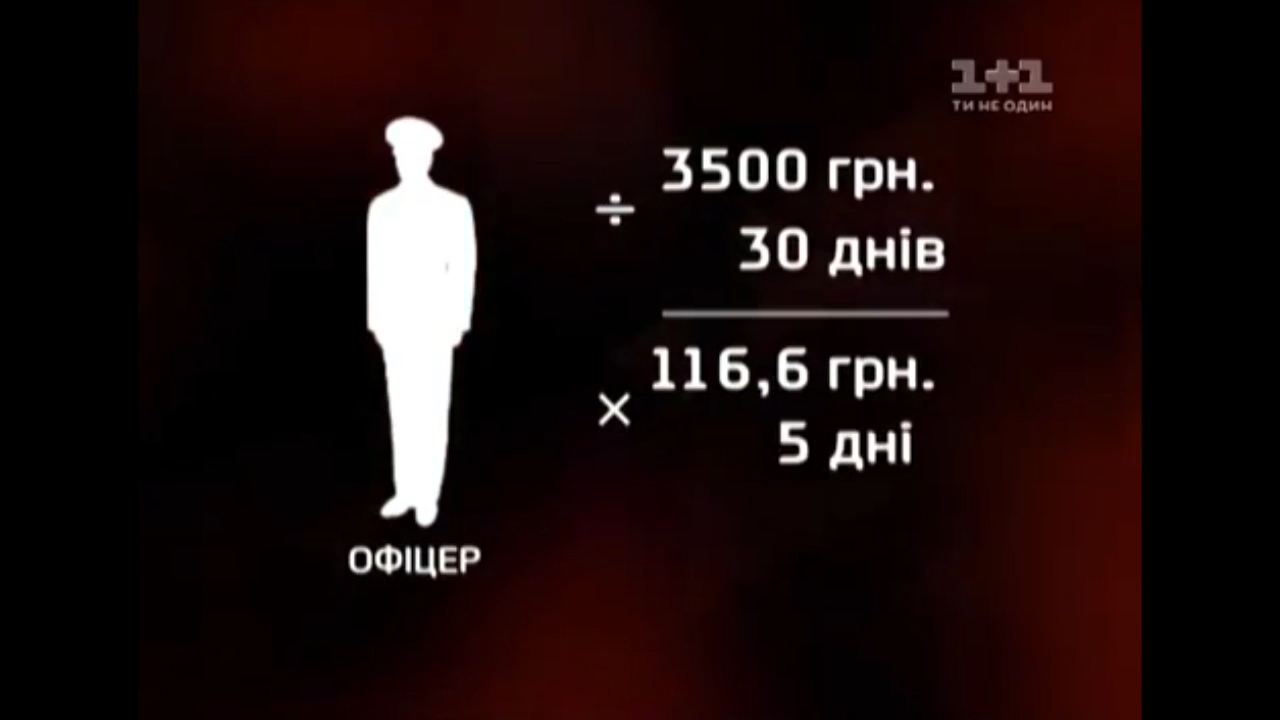 1+1
ТИ НЕ ОДИН
÷ 3500 грн.
30 днів
116,6 грн.
× 5 дні
ОФІЦЕР